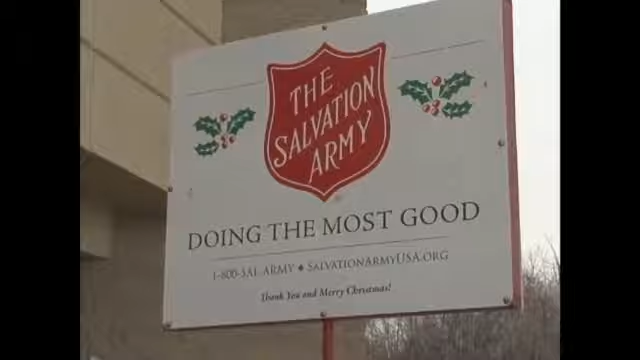 THE
SALVATION
ARMY
DOING THE MOST GOOD
1-800-SAL-ARMY ♦ SALVATIONARMYUSA.ORG
Thank You and Merry Christmas!